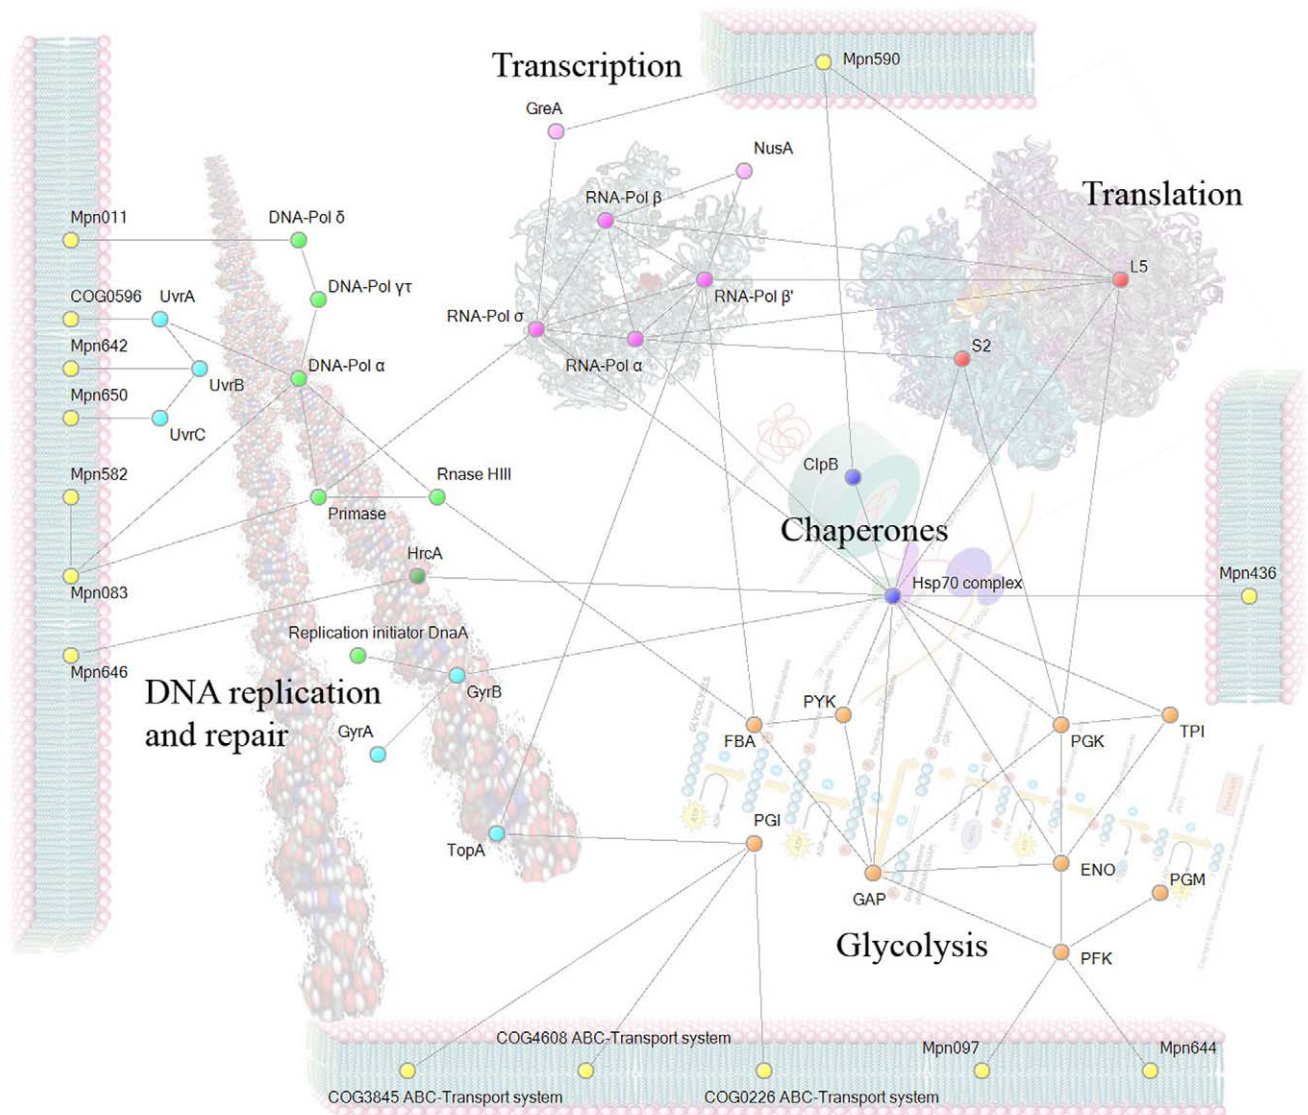 Transcription
Mpn590
GreA
NusA
RNA-Pol β
Translation
Mpn011
DNA-Pol δ
L5
DNA-Pol γτ
COG0596
UvrA
RNA-Pol β'
RNA-Pol σ
S2
Mpn642
DNA-Pol α
RNA-Pol α
UvrB
Mpn650
UvrC
ClpB
Mpn582
Rnase HIII
Primase
Chaperones
HrcA
Hsp70 complex
Mpn436
Mpn083
Replication initiator DnaA
Mpn646
DNA replication
and repair
GyrB
GyrA
PYK
FBA
PGK
TPI
GLYCOLYSIS
PGI
TopA
ENO
PGM
GAP
Glycolysis
PFK
COG4608 ABC-Transport system
Mpn097
Mpn644
COG3845 ABC-Transport system
COG0226 ABC-Transport system